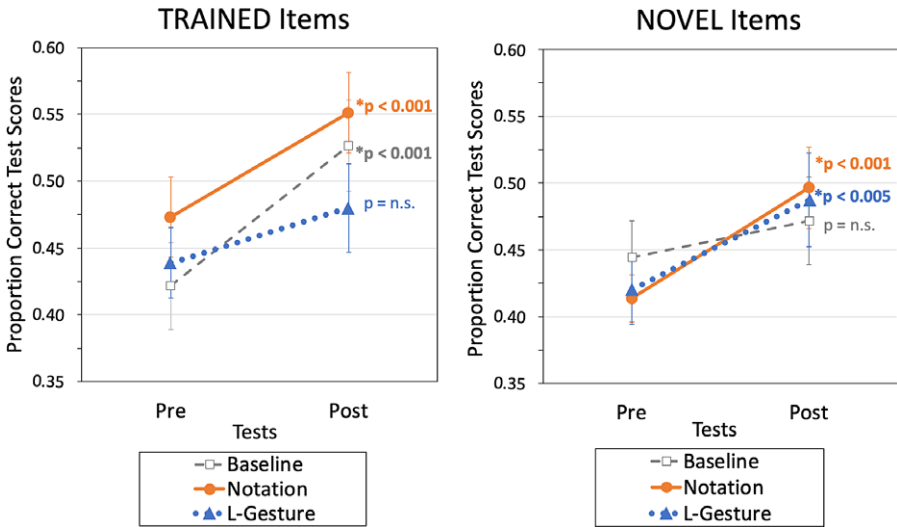 TRAINED Items
Proportion Correct Test Scores
0.60
0.55
0.50
0.45
0.40
0.35
*p < 0.001
*p < 0.001
p = n.s.
Pre
Post
Tests
Baseline
Notation
L-Gesture
NOVEL Items
Proportion Correct Test Scores
0.60
0.55
0.50
0.45
0.40
0.35
*p < 0.001
*p < 0.005
p = n.s.
Pre
Post
Tests
Baseline
Notation
L-Gesture